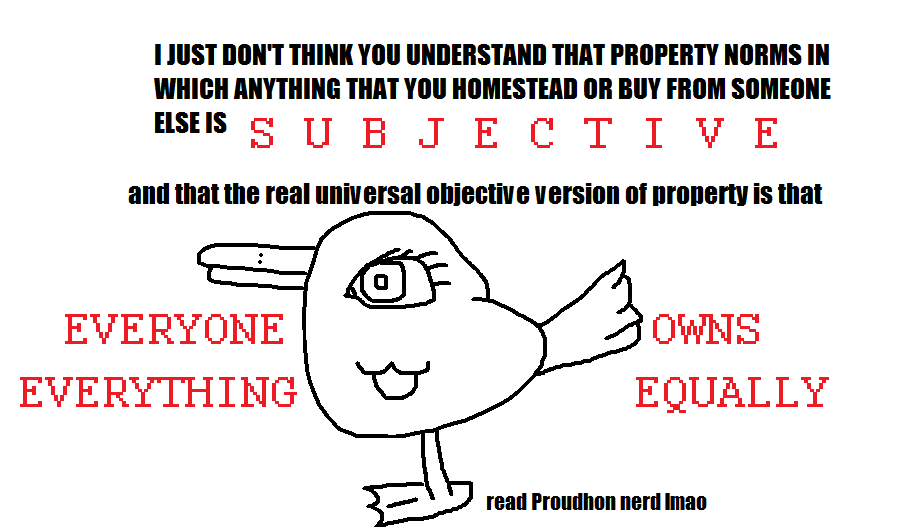 I JUST DON'T THINK YOU UNDERSTAND THAT PROPERTY NORMS IN
WHICH ANYTHING THAT YOU HOMESTEAD OR BUY FROM SOMEONE
ELSE IS S U B J E C T I V E
and that the real universal objective version of property is that
EVERYONE OWNS
EVERYTHING EQUALLY
read Proudhon nerd lmao